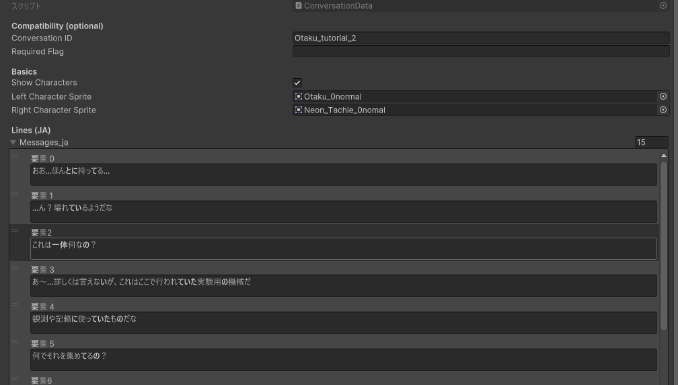 スクリプト
ConversationData
Compatibility (optional)
Conversation ID
Otaku_tutorial_2
Required Flag
Basics
Show Characters
Left Character Sprite
Otaku_0normal
Right Character Sprite
Neon_Tachie_0nomal
Lines (JA)
Messages_ja
15
要素 0
おお...ほんとに持ってる...
要素 1
...ん？壊れているようだな
要素2
これは一体何なの？
要素 3
あ〜...詳しくは言えないが、これはここで行われていた実験用の機械だ
要素 4
観測や記録に使っていたものだな
要素 5
何でそれを集めてるの？
要素6